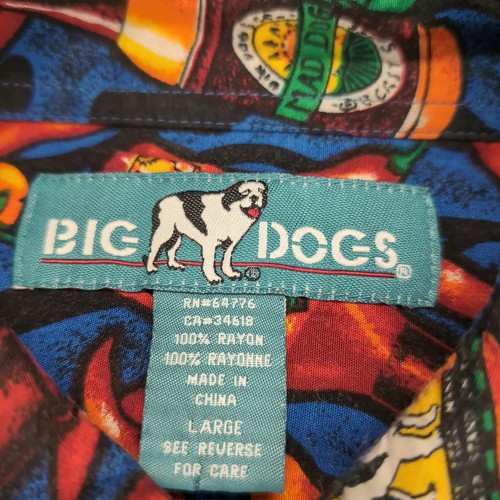 MAD DOG
BIG DOGS
RN#64776
CA#34618
100% RAYON
100% RAYONNE
MADE IN
CHINA
LARGE
SEE REVERSE
FOR CARE